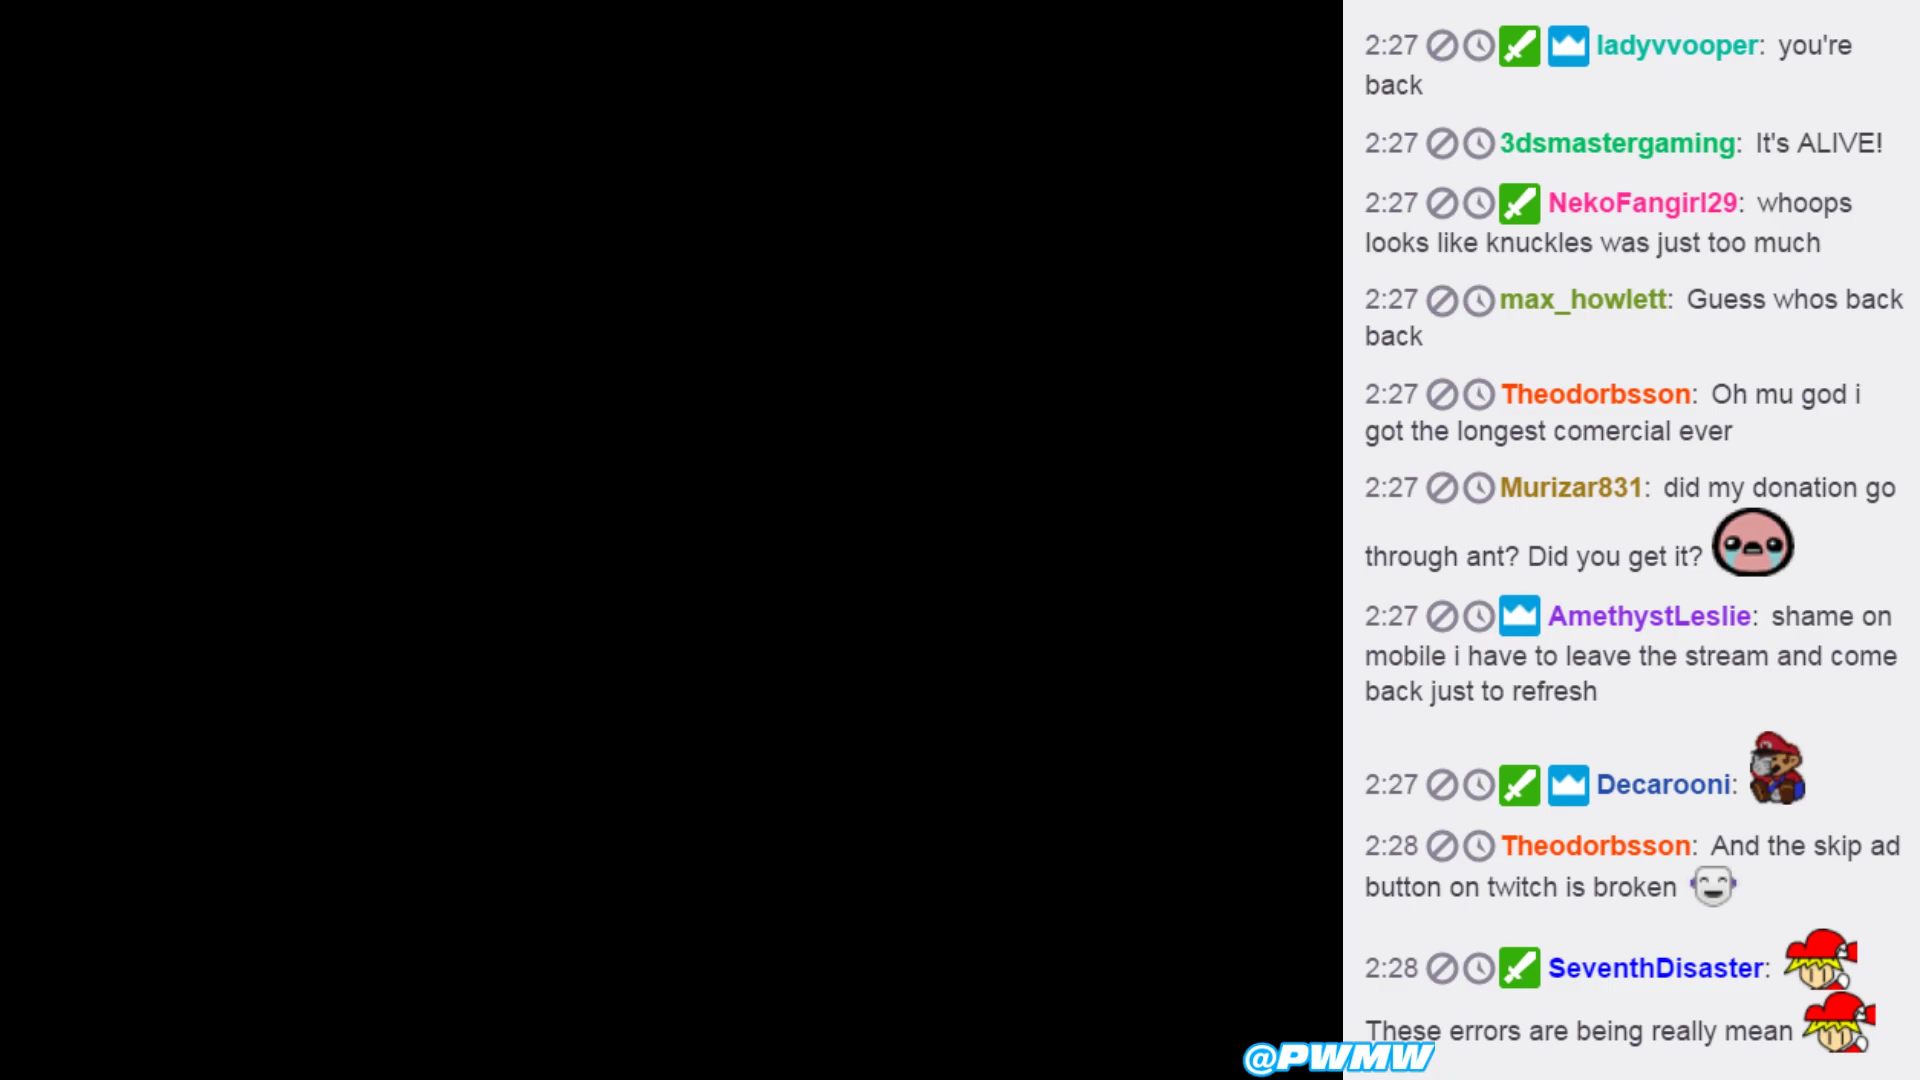 2:27 ladyvvooper: you're
back
2:27 3dsmastergaming: It's ALIVE!
2:27 NekoFangirl29: whoops
looks like knuckles was just too much
2:27 max_howlett: Guess whos back
back
2:27 Theodorbsson: Oh mu god i
got the longest comercial ever
2:27 Murizar831: did my donation go
through ant? Did you get it?
2:27 AmethystLeslie: shame on
mobile i have to leave the stream and come
back just to refresh
2:27 Decarooni:
2:28 Theodorbsson: And the skip ad
button on twitch is broken
2:28 SeventhDisaster:
These errors are being really mean
@PWMW